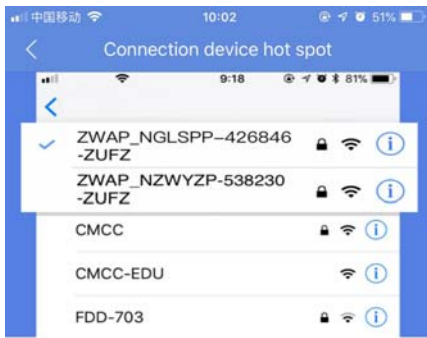 中国移动 10:02 51%
Connection device hot spot
9:18 81%
ZWAP_NGLSPP–426846
-ZUFZ
ZWAP_NZWYZP-538230
-ZUFZ
CMCC
CMCC-EDU
FDD-703